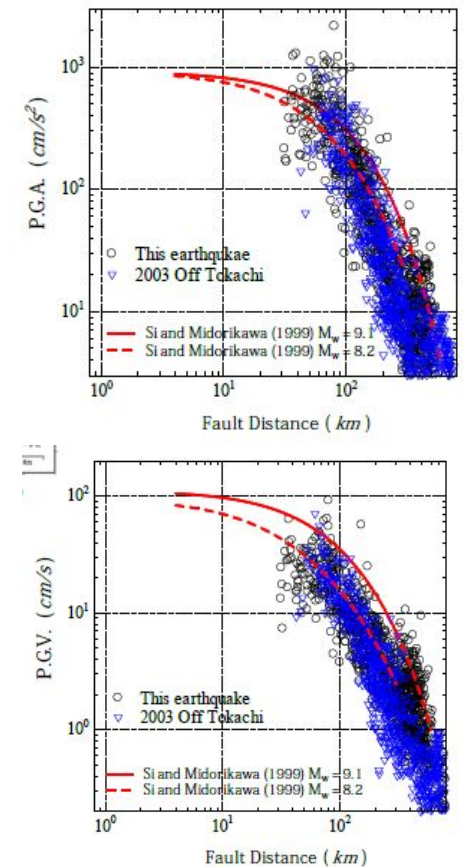 10³
10²
10¹
P.G.A. (cm/s²)
This earthqukae
2003 Off Tokachi
Si and Midorikawa (1999) Mw = 9.1
Si and Midorikawa (1999) Mw = 8.2
10⁰ 10¹ 10²
Fault Distance ( km )
10²
10¹
10⁰
P.G.V. (cm/s)
This earthquake
2003 Off Tokachi
Si and Midorikawa (1999) Mw = 9.1
Si and Midorikawa (1999) Mw = 8.2
10⁰ 10¹ 10²
Fault Distance ( km )